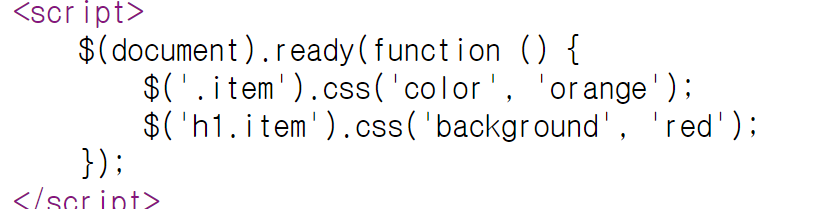 <script>
$(document).ready(function () {
$('.item').css('color', 'orange');
$('h1.item').css('background', 'red');
});
</script>